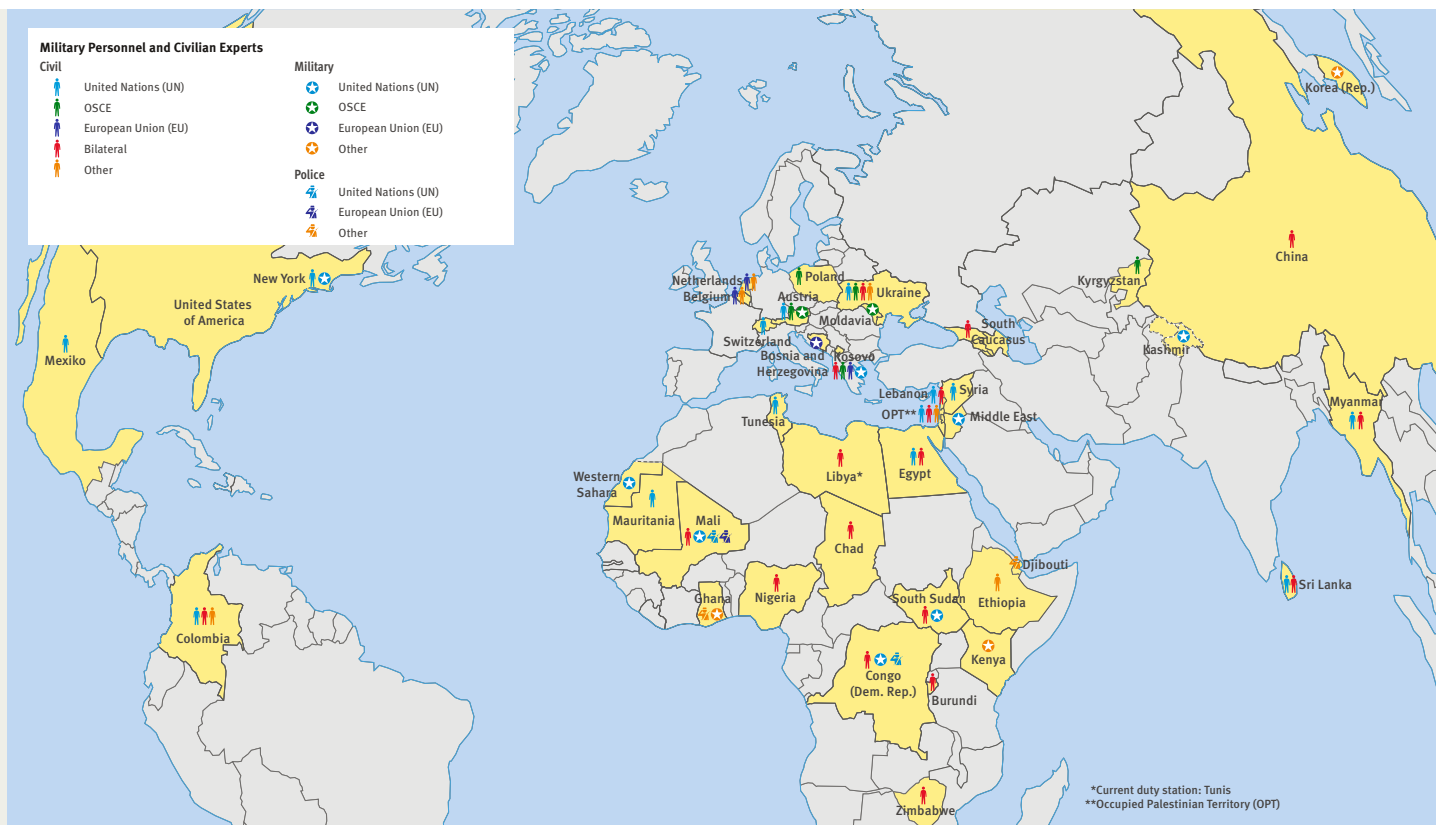 Military Personnel and Civilian Experts
Civil
United Nations (UN)
OSCE
European Union (EU)
Bilateral
Other
Military
United Nations (UN)
OSCE
European Union (EU)
Other
Police
United Nations (UN)
European Union (EU)
Other
Korea (Rep.)
China
Kyrgyzstan
Kashmir
Myanmar
Sri Lanka
New York
United States
of America
Mexiko
Colombia
Netherlands
Belgium
Poland
Austria
Ukraine
Moldavia
Switzerland
Bosnia and
Herzegovina
Kosovo
South
Caucasus
Lebanon
Syria
OPT**
Middle East
Tunesia
Libya*
Egypt
Western
Sahara
Mauritania
Mali
Chad
Nigeria
Ghana
South Sudan
Djibouti
Ethiopia
Kenya
Congo
(Dem. Rep.)
Burundi
Zimbabwe
*Current duty station: Tunis
**Occupied Palestinian Territory (OPT)